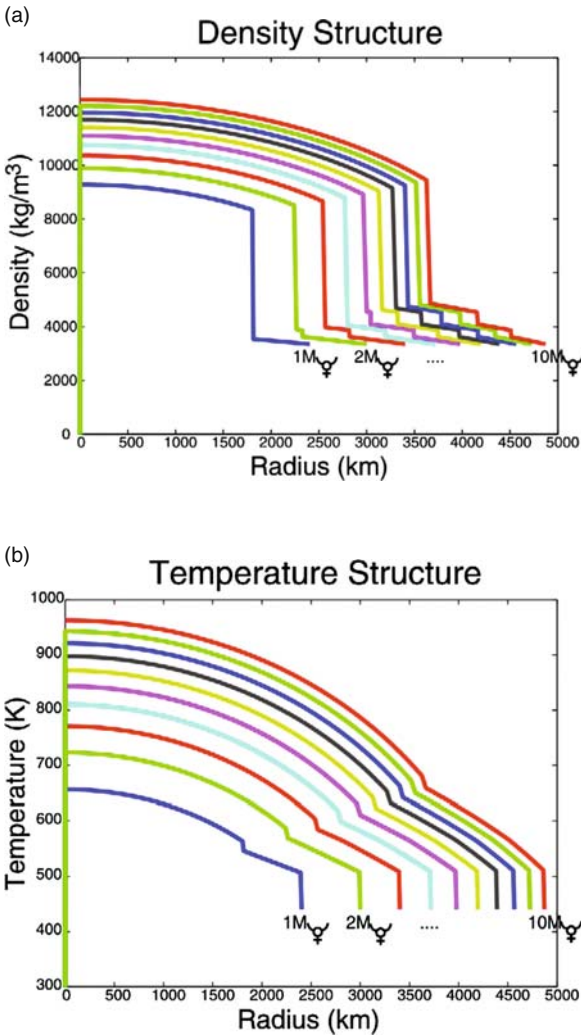 (a)
Density Structure
14000
12000
10000
8000
6000
4000
2000
0
Density (kg/m³)
1M☿ 2M☿ .... 10M☿
0 500 1000 1500 2000 2500 3000 3500 4000 4500 5000
Radius (km)
(b)
Temperature Structure
1000
900
800
700
600
500
400
300
Temperature (K)
1M☿ 2M☿ .... 10M☿
0 500 1000 1500 2000 2500 3000 3500 4000 4500 5000
Radius (km)